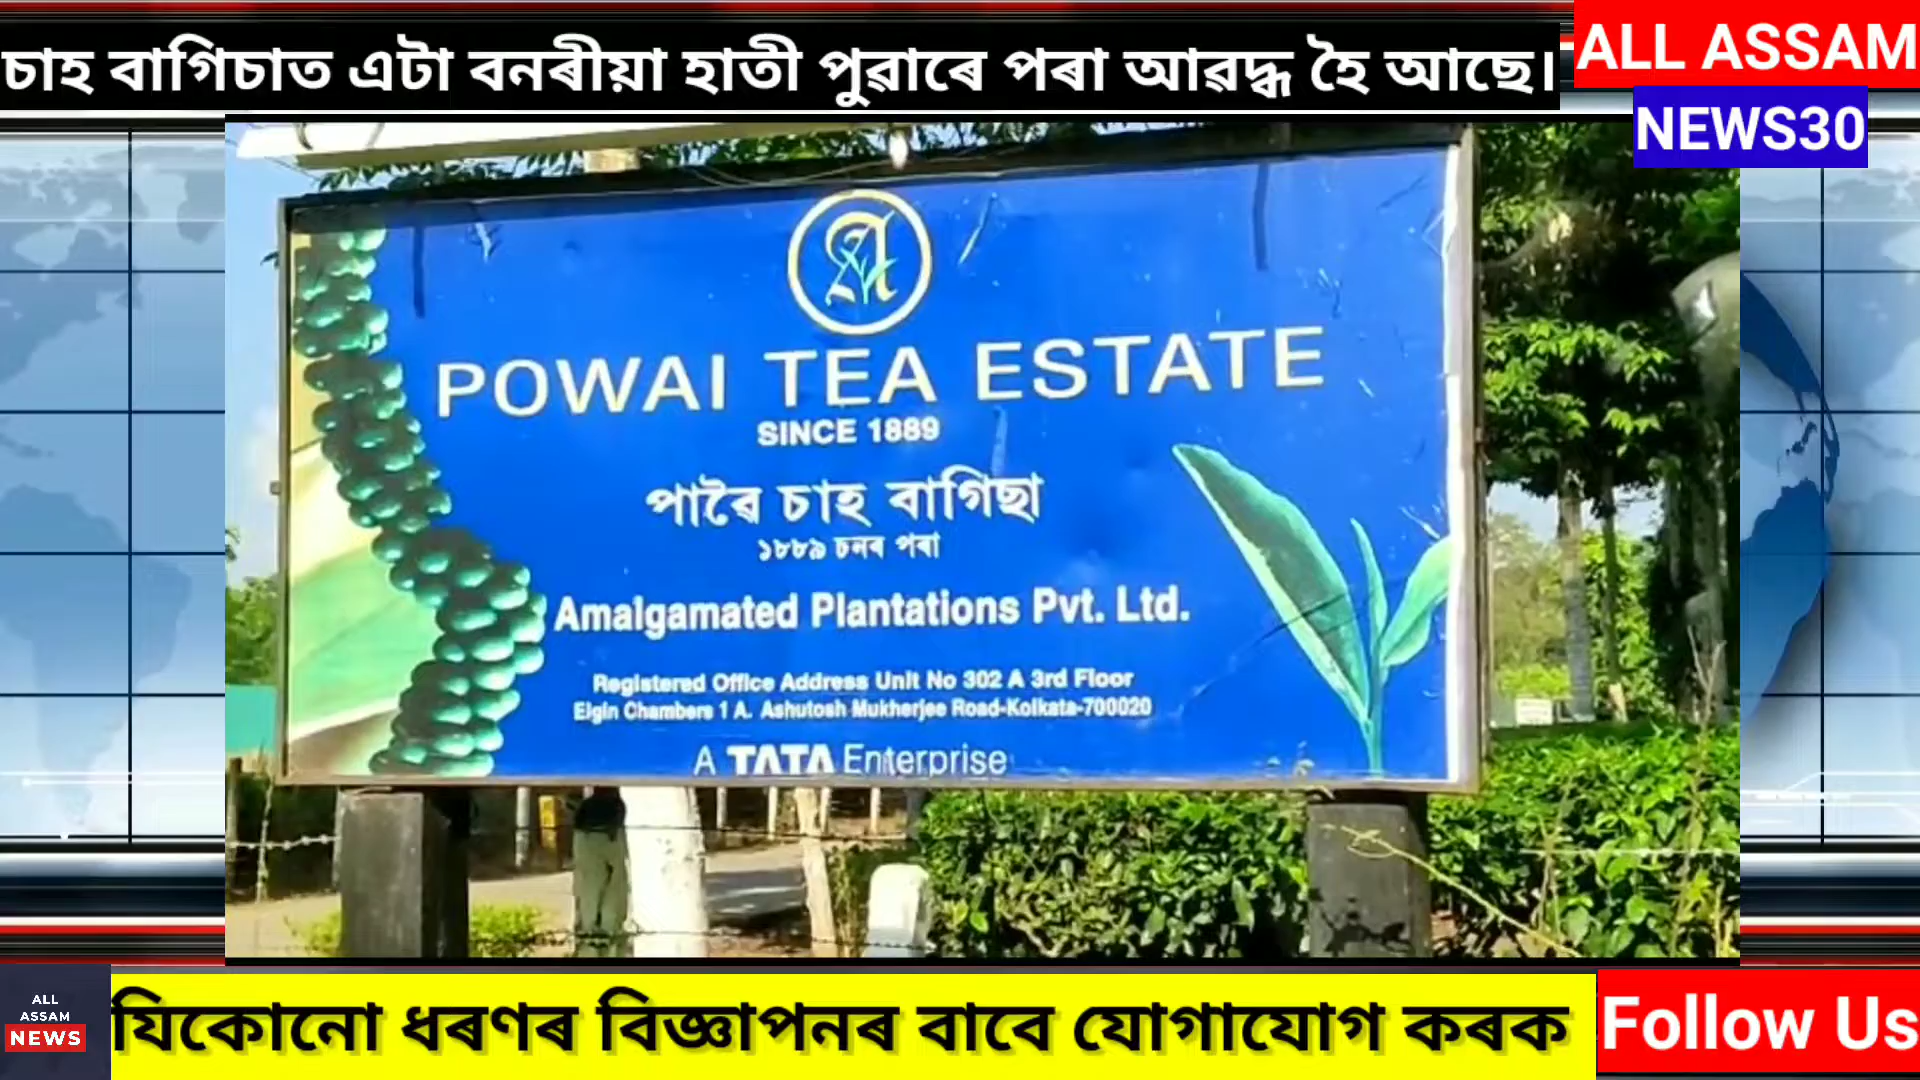 চাহ বাগিচাত এটা বনৰীয়া হাতী পুৱাৰে পৰা আৱদ্ধ হৈ আছে।
ALL ASSAM
NEWS30
A
POWAI TEA ESTATE
SINCE 1889
পাৱৈ চাহ বাগিছা
১৮৮৯ চনৰ পৰা
Amalgamated Plantations Pvt. Ltd.
Registered Office Address Unit No 302 A 3rd Floor
Elgin Chambers 1 A. Ashutosh Mukherjee Road-Kolkata-700020
A TATA Enterprise
ALL
ASSAM
NEWS
যিকোনো ধৰণৰ বিজ্ঞাপনৰ বাবে যোগাযোগ কৰক
Follow Us